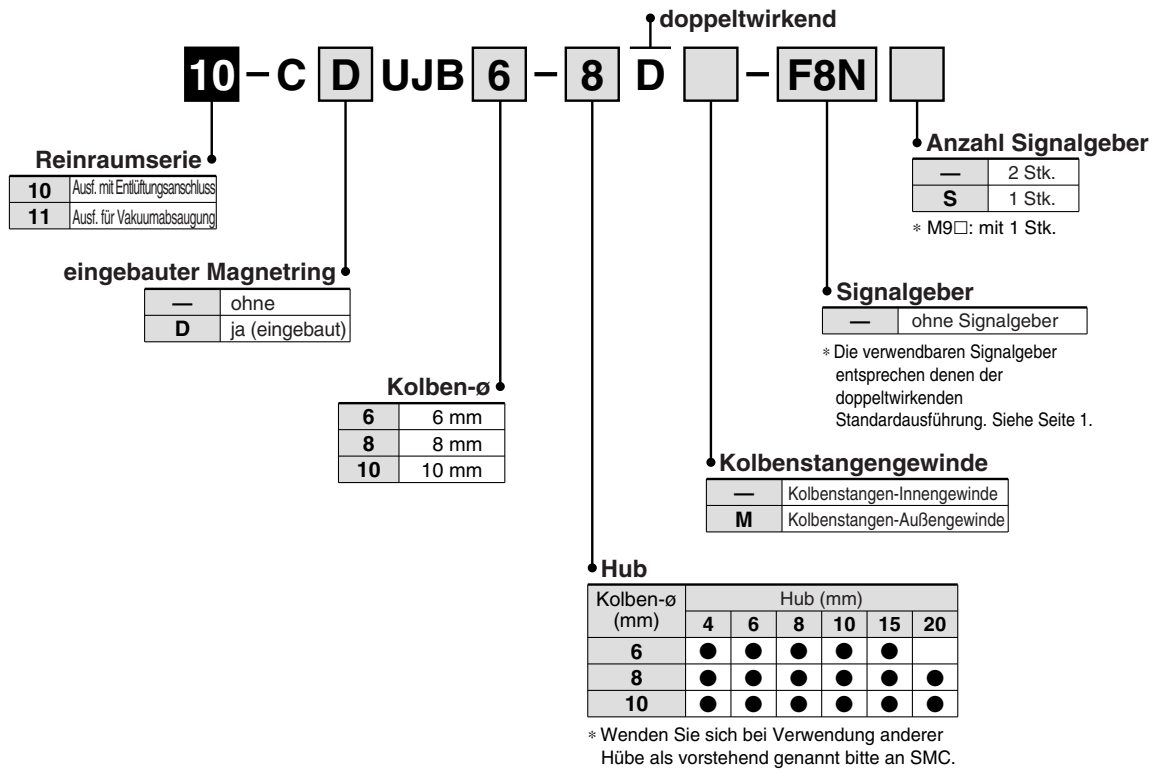 doppeltwirkend
10 – C D UJB 6 – 8 D – F8N
Reinraumserie
10 Ausf. mit Entlüftungsanschluss
11 Ausf. für Vakuumabsaugung
eingebauter Magnetring
— ohne
D ja (eingebaut)
Kolben-ø
6 6 mm
8 8 mm
10 10 mm
Anzahl Signalgeber
— 2 Stk.
S 1 Stk.
* M9□: mit 1 Stk.
Signalgeber
— ohne Signalgeber
* Die verwendbaren Signalgeber
entsprechen denen der
doppeltwirkenden
Standardausführung. Siehe Seite 1.
Kolbenstangengewinde
— Kolbenstangen-Innengewinde
M Kolbenstangen-Außengewinde
Hub
Kolben-ø (mm) Hub (mm)
4 6 8 10 15 20
6 ● ● ● ● ●
8 ● ● ● ● ● ●
10 ● ● ● ● ● ●
* Wenden Sie sich bei Verwendung anderer
Hübe als vorstehend genannt bitte an SMC.